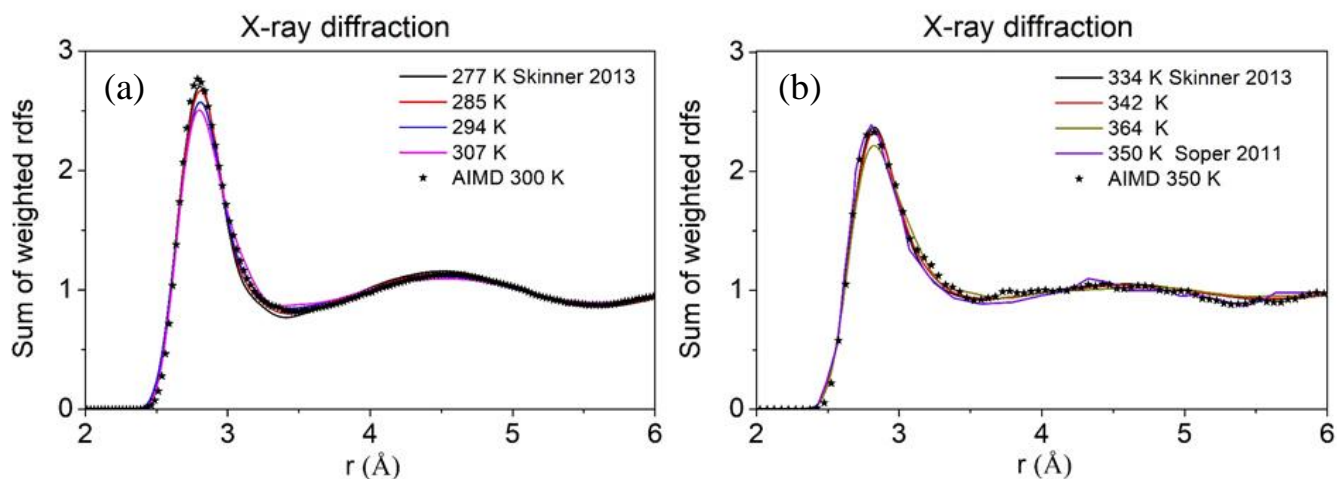 X-ray diffraction
(a)
277 K Skinner 2013
285 K
294 K
307 K
AIMD 300 K
Sum of weighted rdfs
3
2
1
0
2 3 4 5 6
r (Å)
X-ray diffraction
(b)
334 K Skinner 2013
342 K
364 K
350 K Soper 2011
AIMD 350 K
Sum of weighted rdfs
3
2
1
0
2 3 4 5 6
r (Å)